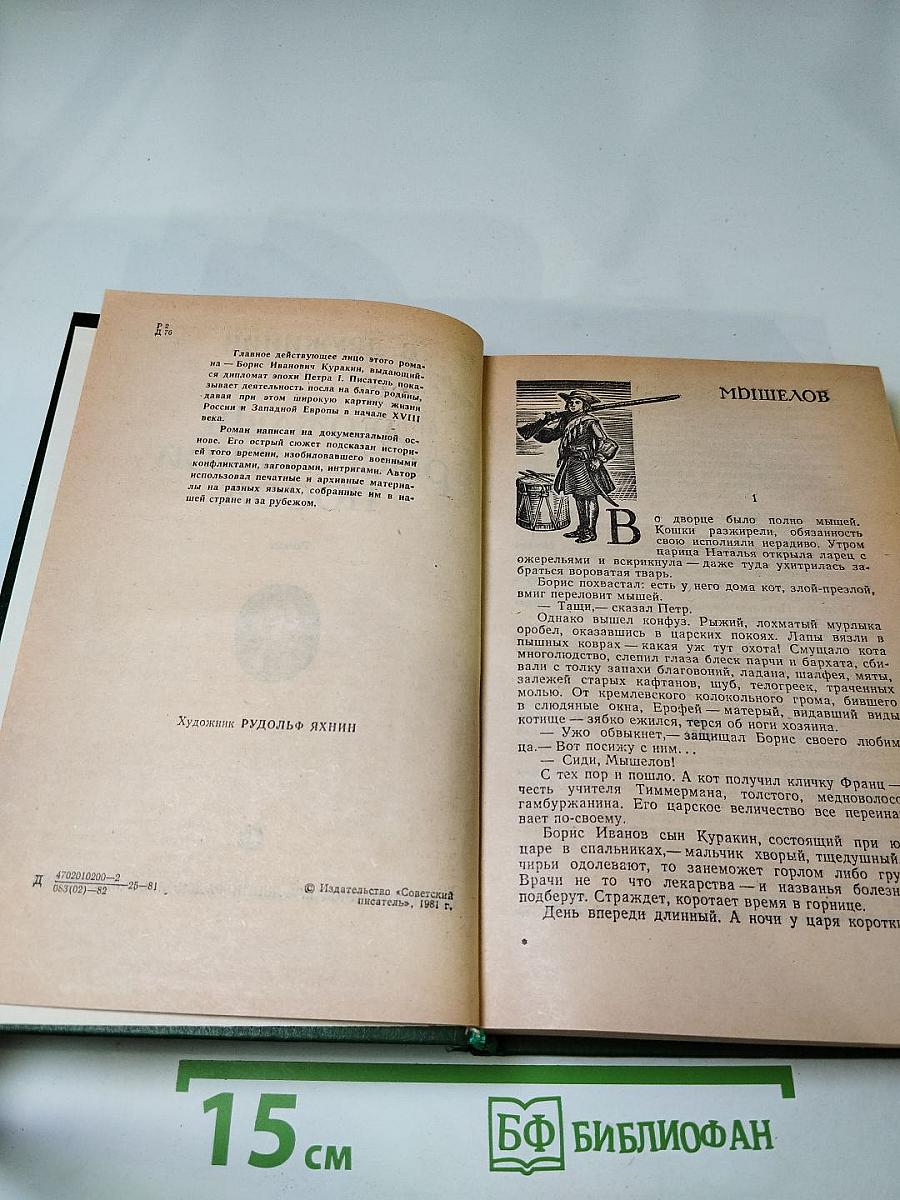 Р 2
Д 76
Главное действующее лицо этого рома-
на — Борис Иванович Куракин, выдающий-
ся дипломат эпохи Петра I. Писатель пока-
зывает деятельность посла на благо родины,
давая при этом широкую картину жизни
России и Западной Европы в начале XVIII
века.
Роман написан на документальной ос-
нове. Его острый сюжет подсказан истори-
ей того времени, изобиловавшего военными
конфликтами, заговорами, интригами. Автор
использовал печатные и архивные материа-
лы на разных языках, собранные им в на-
шей стране и за рубежом.
Художник РУДОЛЬФ ЯХНИН
Д 4702010200—2
083(02)—82 25—81
© Издательство «Советский
писатель», 1981 г.
МЫШЕЛОВ
1
Во дворце было полно мышей.
Кошки разжирели, обязанность
свою исполняли нерадиво. Утром
царица Наталья открыла ларец с
ожерельями и вскрикнула — даже туда ухитрилась за-
браться вороватая тварь.
Борис похвастал: есть у него дома кот, злой-презлой,
вмиг переловит мышей.
— Тащи,— сказал Петр.
Однако вышел конфуз. Рыжий, лохматый мурлыка
оробел, оказавшись в царских покоях. Лапы вязли в
пышных коврах — какая уж тут охота! Смущало кота
многолюдство, слепил глаза блеск парчи и бархата, сби-
вали с толку запахи благовоний, ладана, шалфея, мяты,
залежей старых кафтанов, шуб, телогреек, траченных
молью. От кремлевского колокольного грома, бившего
в слюдяные окна, Ерофей — матерый, видавший виды
котище — зябко ежился, терся об ноги хозяина.
— Ужо обвыкнет,— защищал Борис своего любим
ца.— Вот посижу с ним...
— Сиди, Мышелов!
С тех пор и пошло. А кот получил кличку Франц —
честь учителя Тиммермана, толстого, медноволосо
гамбуржанина. Его царское величество все переина
вает по-своему.
Борис Иванов сын Куракин, состоящий при ю
царе в спальниках,— мальчик хворый, тщедушный
чирьи одолевают, то занеможет горлом либо гру
Врачи не то что лекарства — и названья болезн
подберут. Страждет, коротает время в горнице.
День впереди длинный. А ночи у царя коротки
*
15 см
БФ БИБЛИОФАН